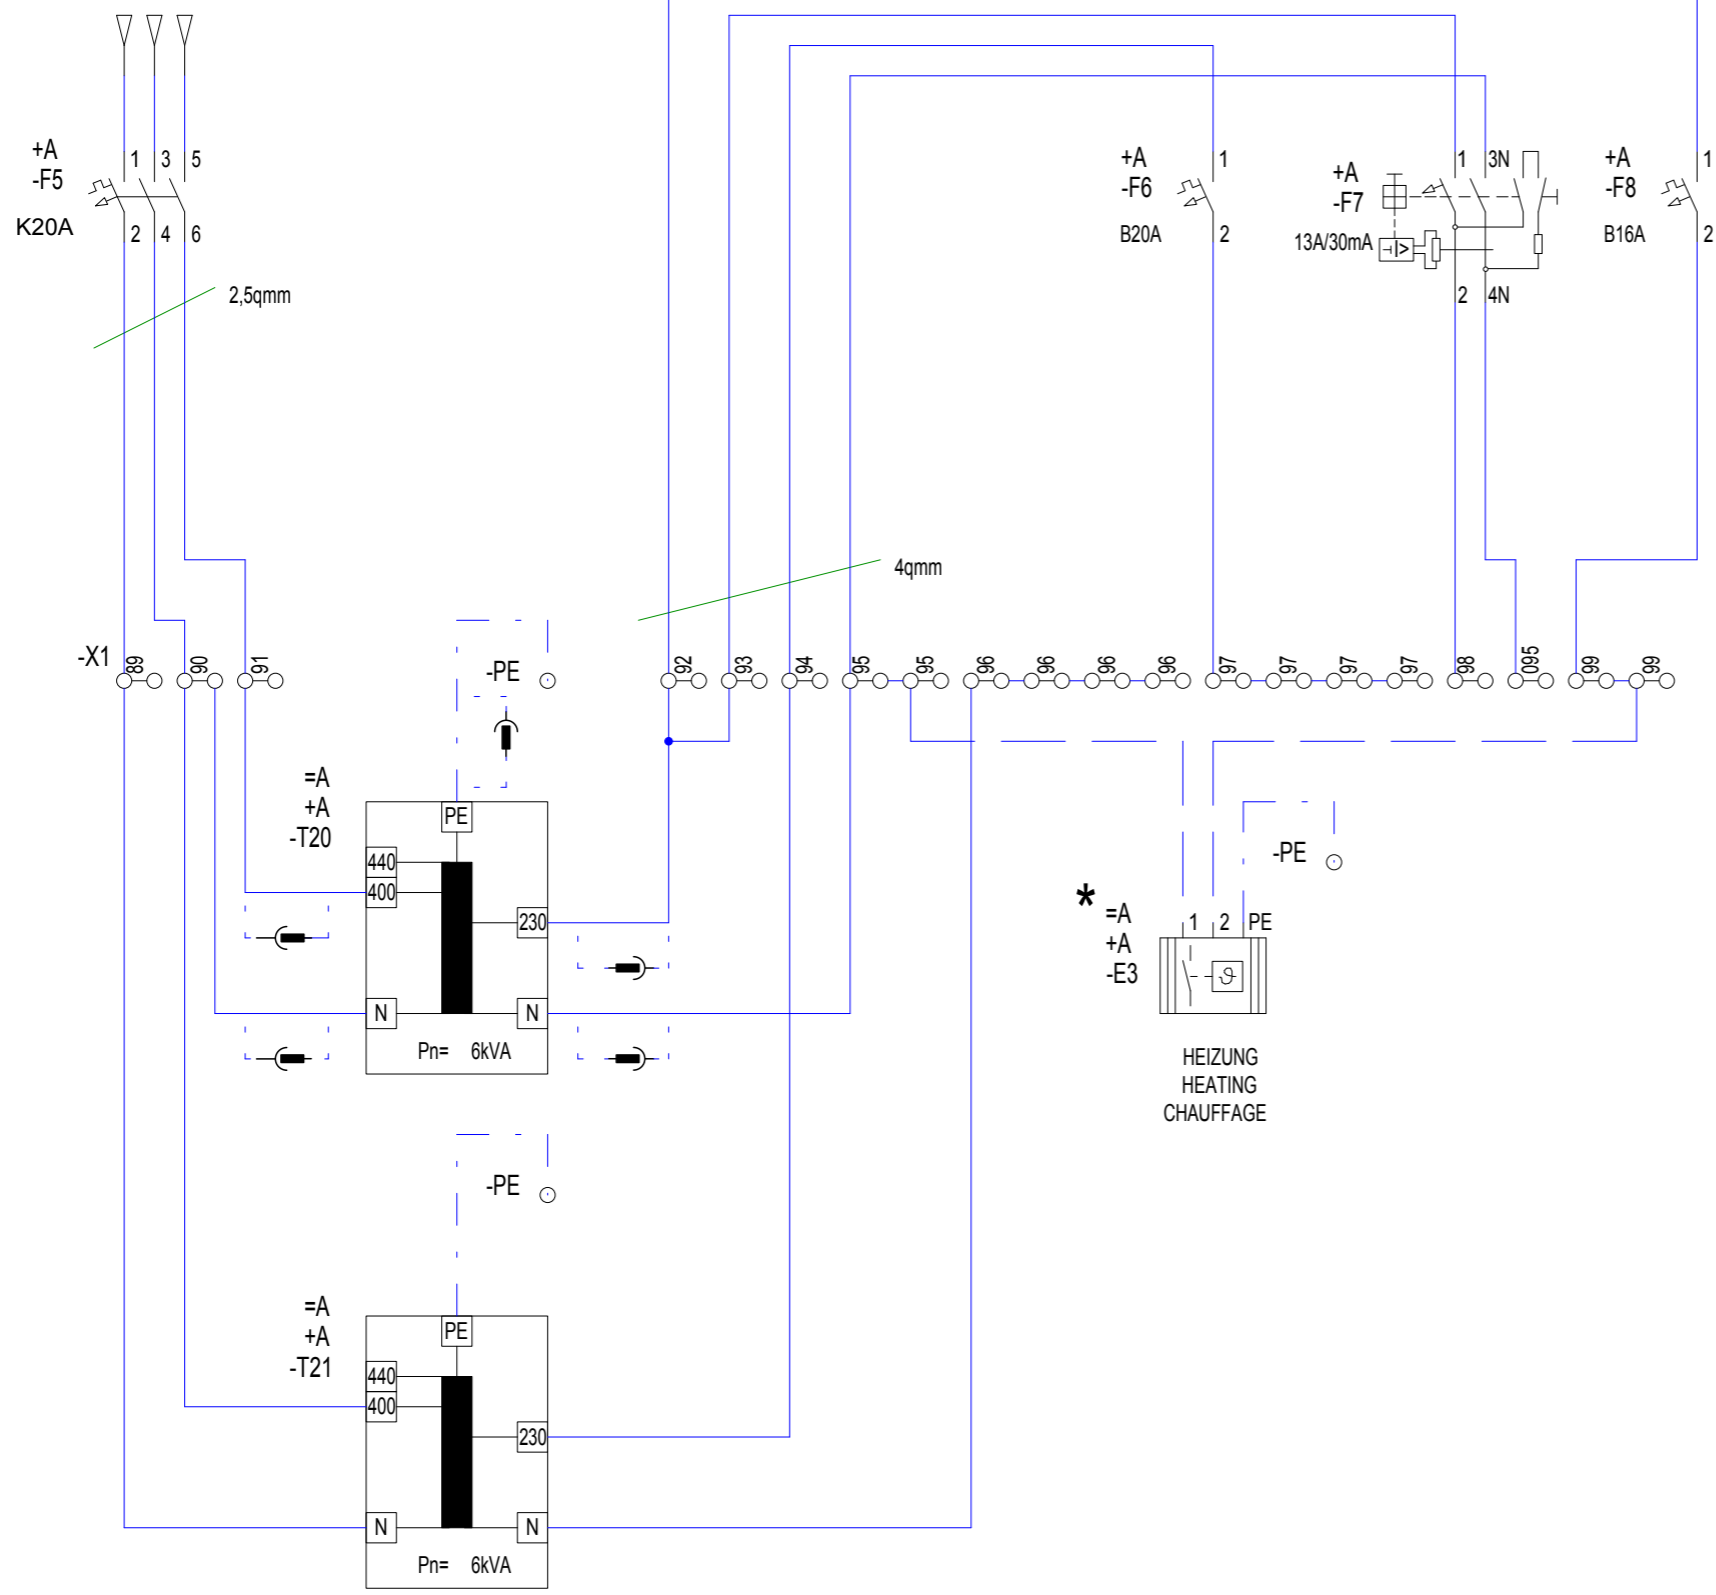 +A
-F5
K20A
1 3 5
2 4 6
2,5qmm
+A
-F6
B20A
1
2
+A
-F7
13A/30mA
1 3N
2 4N
+A
-F8
B16A
1
2
4qmm
-X1
89 90 91 92 93 94 95 95 96 96 96 96 97 97 97 97 98 095 99 99
-PE
=A
+A
-T20
PE
440
400
230
N N
Pn= 6kVA
-PE
*
=A
+A
-E3
1 2 PE
ϑ
HEIZUNG
HEATING
CHAUFFAGE
-PE
=A
+A
-T21
PE
440
400
230
N N
Pn= 6kVA